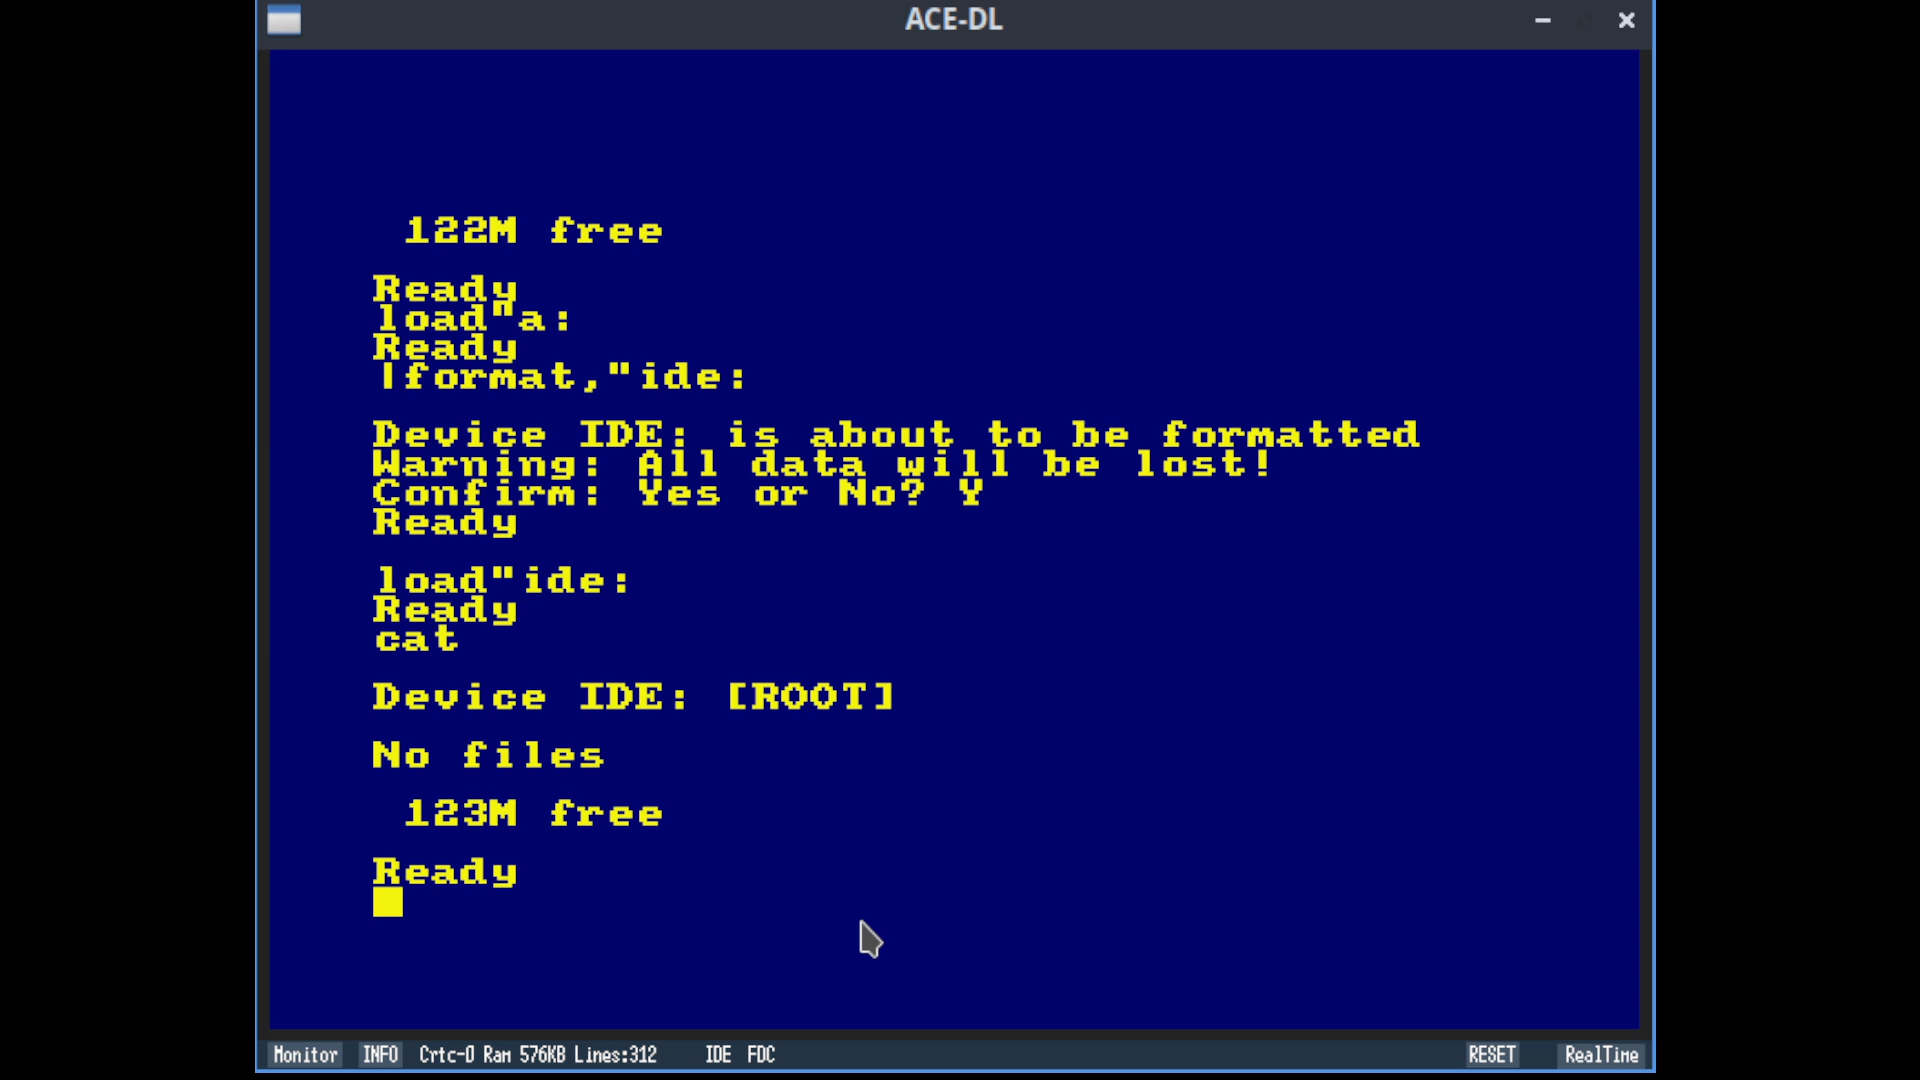 ACE-DL
122M free
Ready
load"a:
Ready
|format,"ide:
Device IDE: is about to be formatted
Warning: All data will be lost!
Confirm: Yes or No? Y
Ready
load"ide:
Ready
cat
Device IDE: [ROOT]
No files
123M free
Ready
Monitor INFO Crtc-0 Ram 576KB Lines:312 IDE FDC RESET RealTime